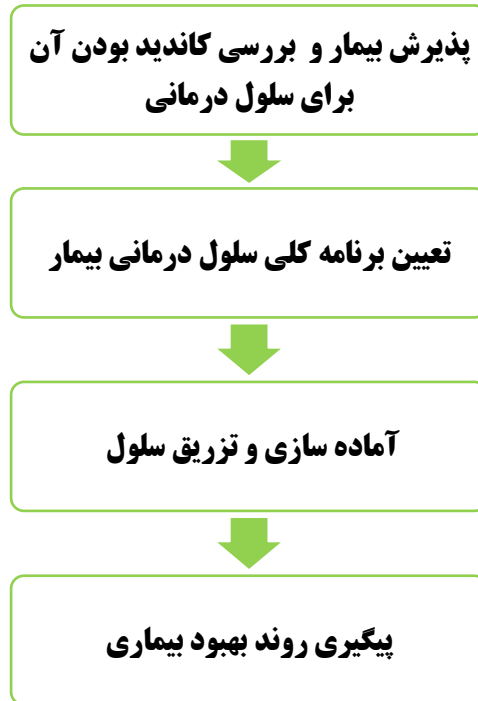 پذیرش بیمار و بررسی کاندید بودن آن
برای سلول درمانی
تعیین برنامه کلی سلول درمانی بیمار
آماده سازی و تزریق سلول
پیگیری روند بهبود بیماری